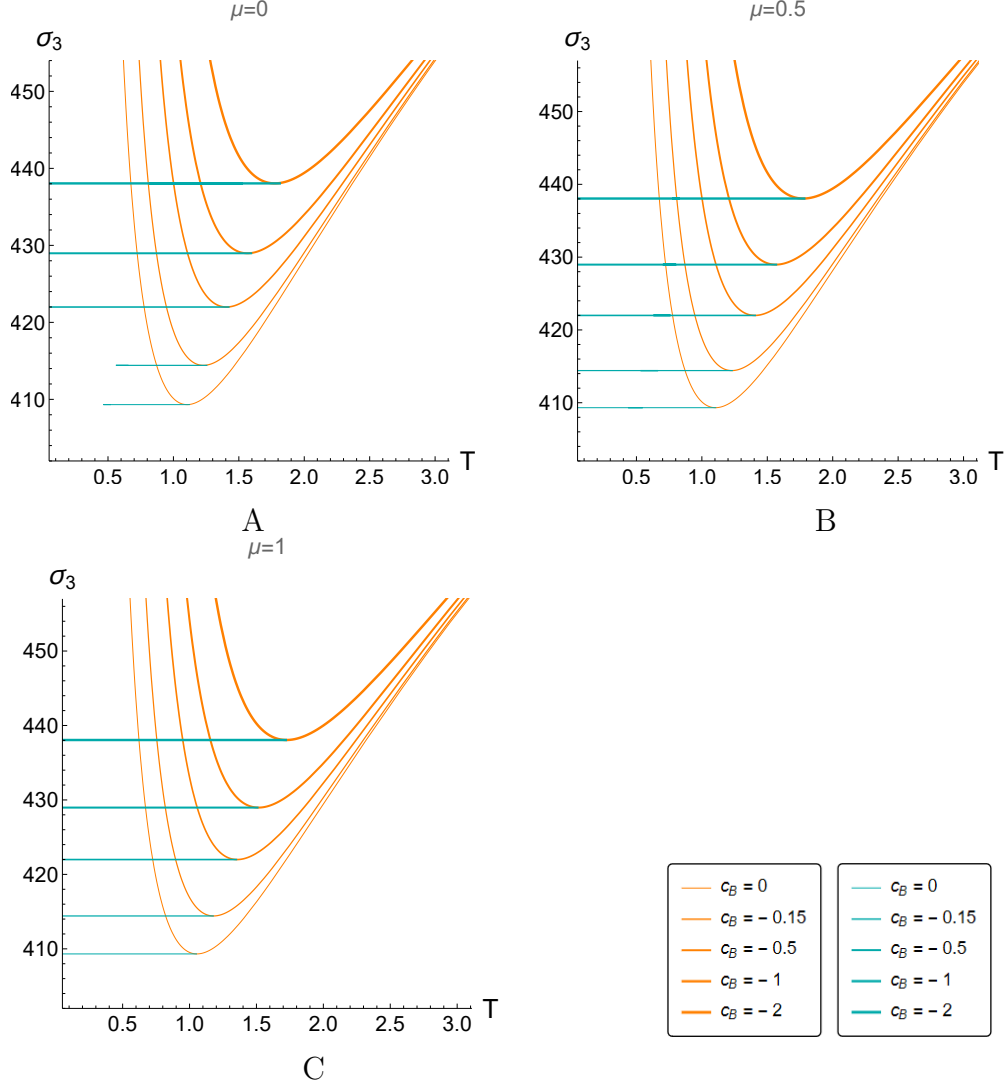 μ=0
σ3
450
440
430
420
410
0.5 1.0 1.5 2.0 2.5 3.0 T
A
μ=0.5
σ3
450
440
430
420
410
0.5 1.0 1.5 2.0 2.5 3.0 T
B
μ=1
σ3
450
440
430
420
410
0.5 1.0 1.5 2.0 2.5 3.0 T
C
cB = 0
cB = - 0.15
cB = - 0.5
cB = - 1
cB = - 2
cB = 0
cB = - 0.15
cB = - 0.5
cB = - 1
cB = - 2